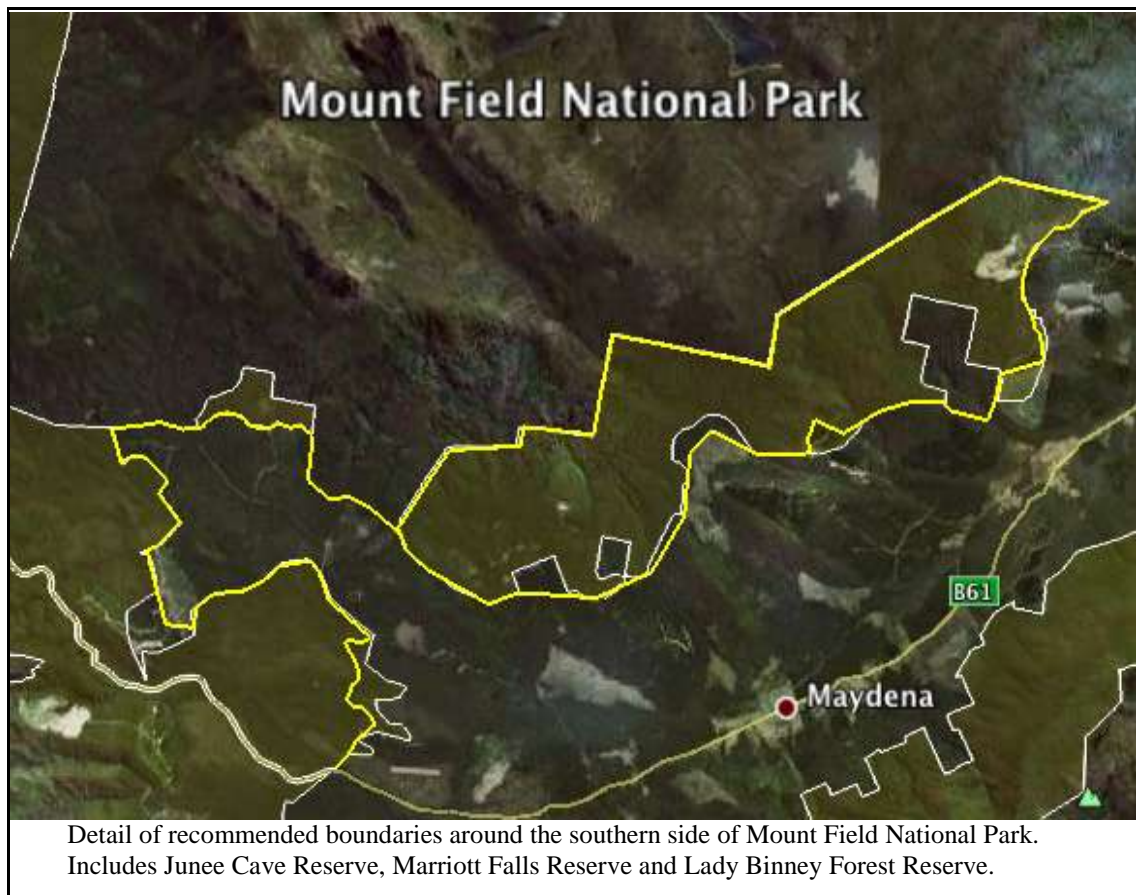 Mount Field National Park
B61
Maydena
Detail of recommended boundaries around the southern side of Mount Field National Park.
Includes Junee Cave Reserve, Marriott Falls Reserve and Lady Binney Forest Reserve.